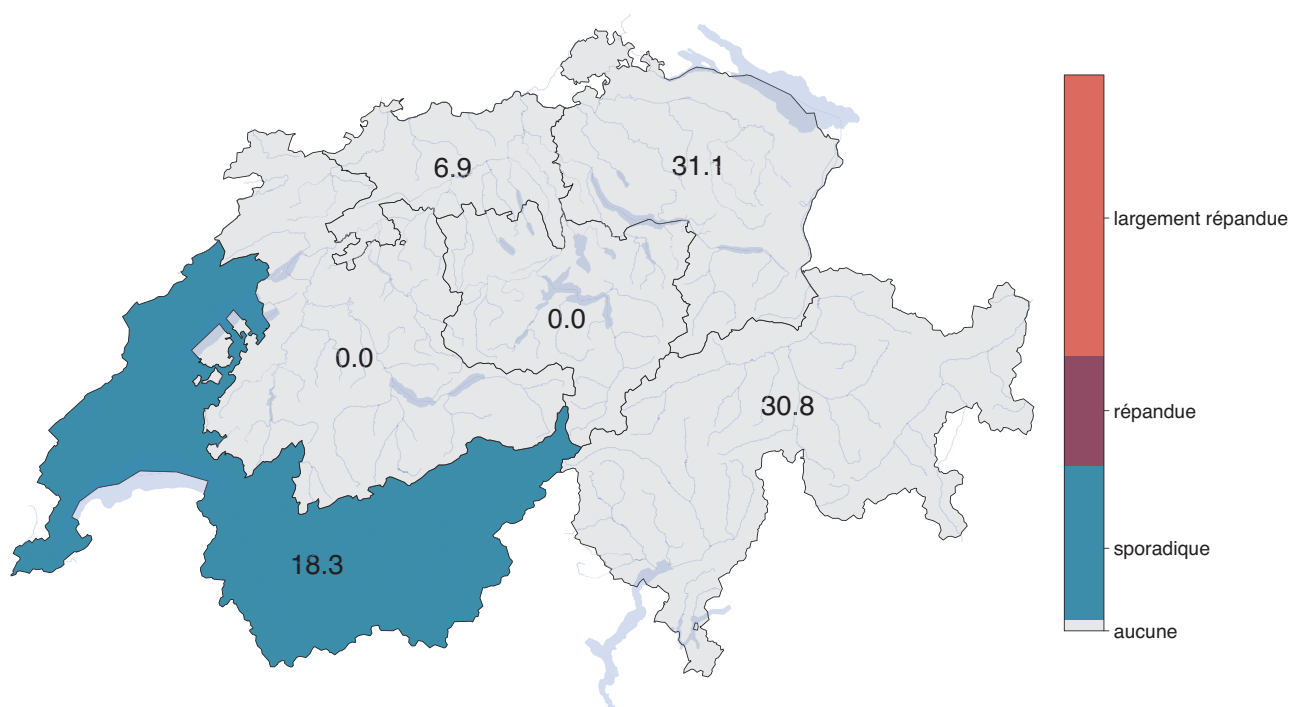 6.9
31.1
0.0
0.0
30.8
18.3
largement répandue
répandue
sporadique
aucune